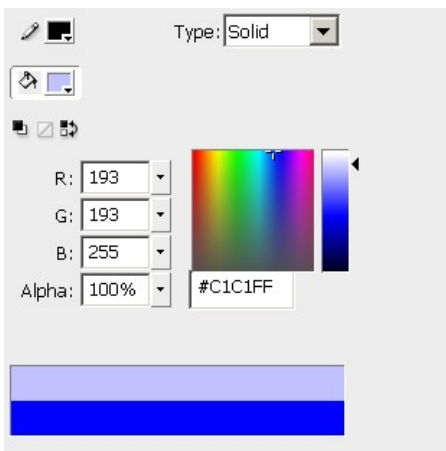 Type: Solid
R: 193
G: 193
B: 255
Alpha: 100% #C1C1FF